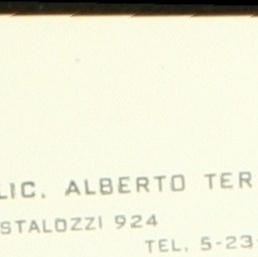 LIC. ALBERTO TER
STALOZZI 924
TEL. 5-23-